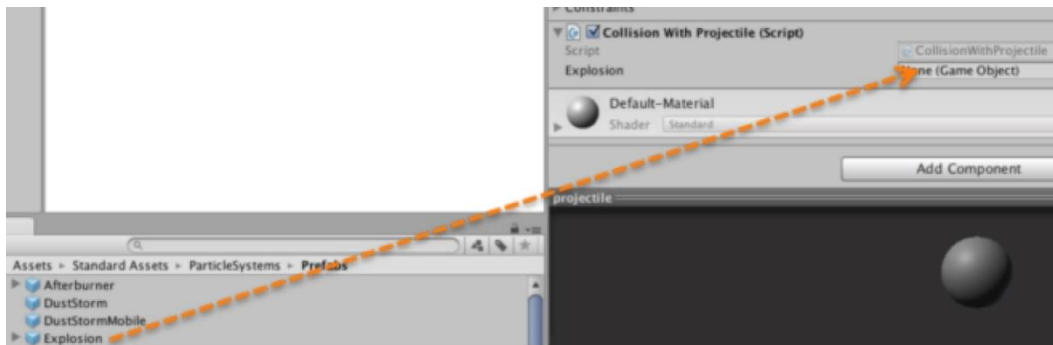 Constraints
Collision With Projectile (Script)
Script CollisionWithProjectile
Explosion None (Game Object)
Default-Material
Shader Standard
Add Component
projectile
Assets ▸ Standard Assets ▸ ParticleSystems ▸ Prefabs
Afterburner
DustStorm
DustStormMobile
Explosion